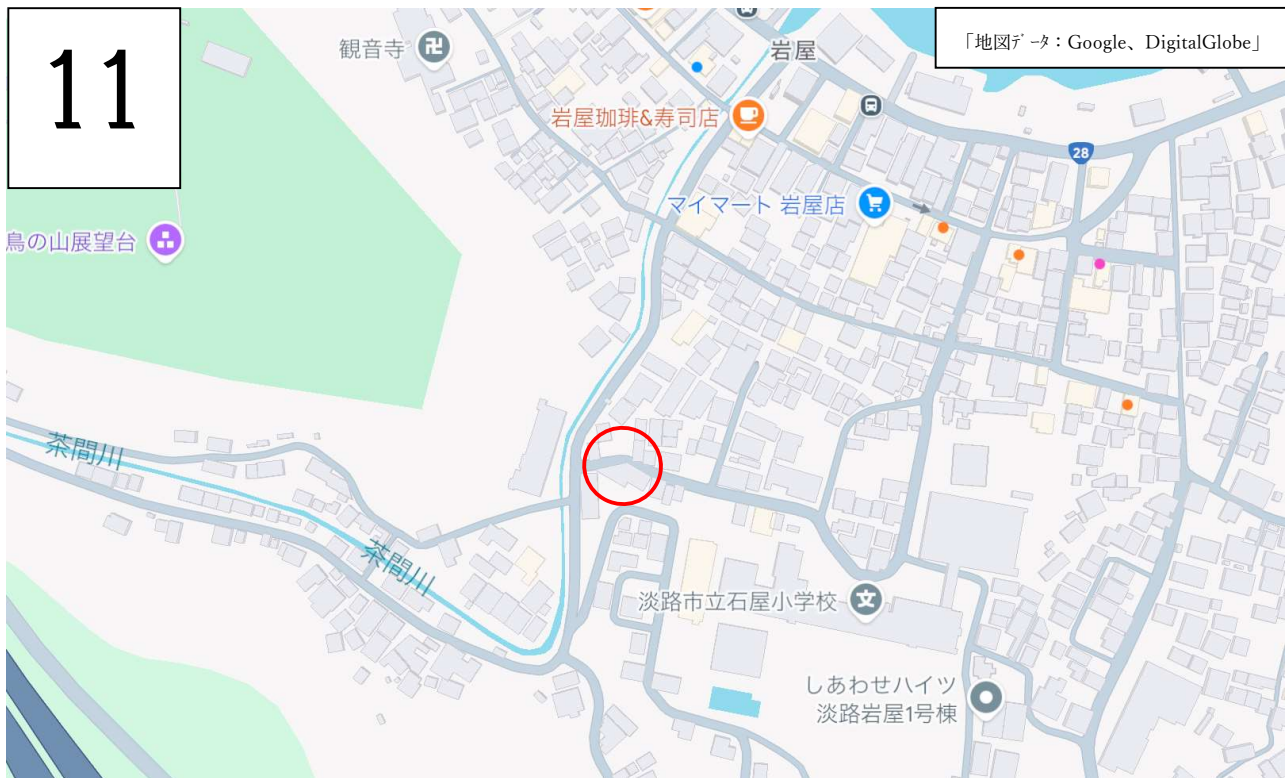 11
観音寺
岩屋
「地図ﾃﾞｰﾀ：Google、DigitalGlobe」
岩屋珈琲&寿司店
28
マイマート 岩屋店
鳥の山展望台
茶間川
茶間川
淡路市立石屋小学校
文
しあわせハイツ
淡路岩屋1号棟